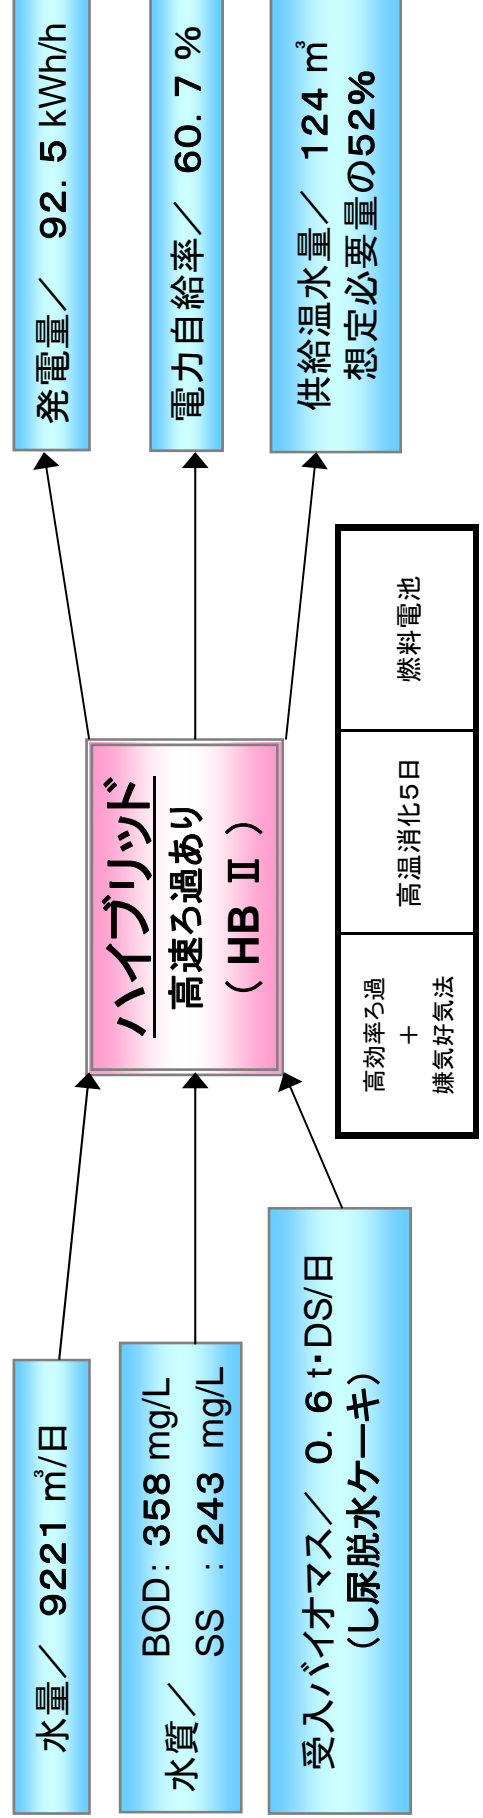 水量／ 9221 m³/日
水質／ BOD: 358 mg/L
SS : 243 mg/L
受入バイオマス／ 0.6 t・DS/日
(し尿脱水ケーキ)
ハイブリッド
高速ろ過あり
( HB Ⅱ )
高効率ろ過
＋
嫌気好気法
高温消化5日
燃料電池
発電量／ 92.5 kWh/h
電力自給率／ 60.7 %
供給温水量／ 124 m³
想定必要量の52%